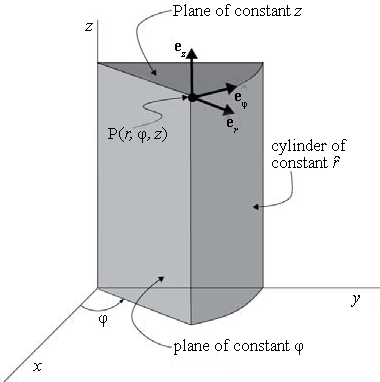 Plane of constant z
z
e_z
e_φ
P(r, φ, z)
e_r
cylinder of
constant r̂
y
φ
x
plane of constant φ